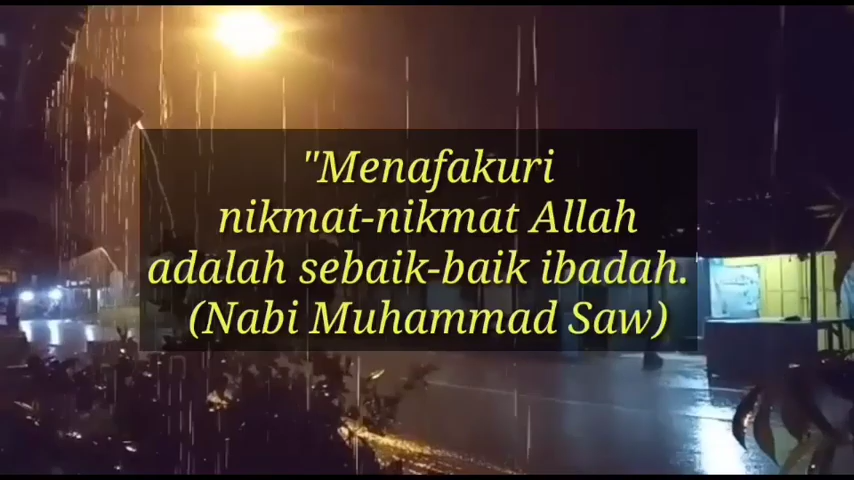 "Menafakuri
nikmat-nikmat Allah
adalah sebaik-baik ibadah.
(Nabi Muhammad Saw)